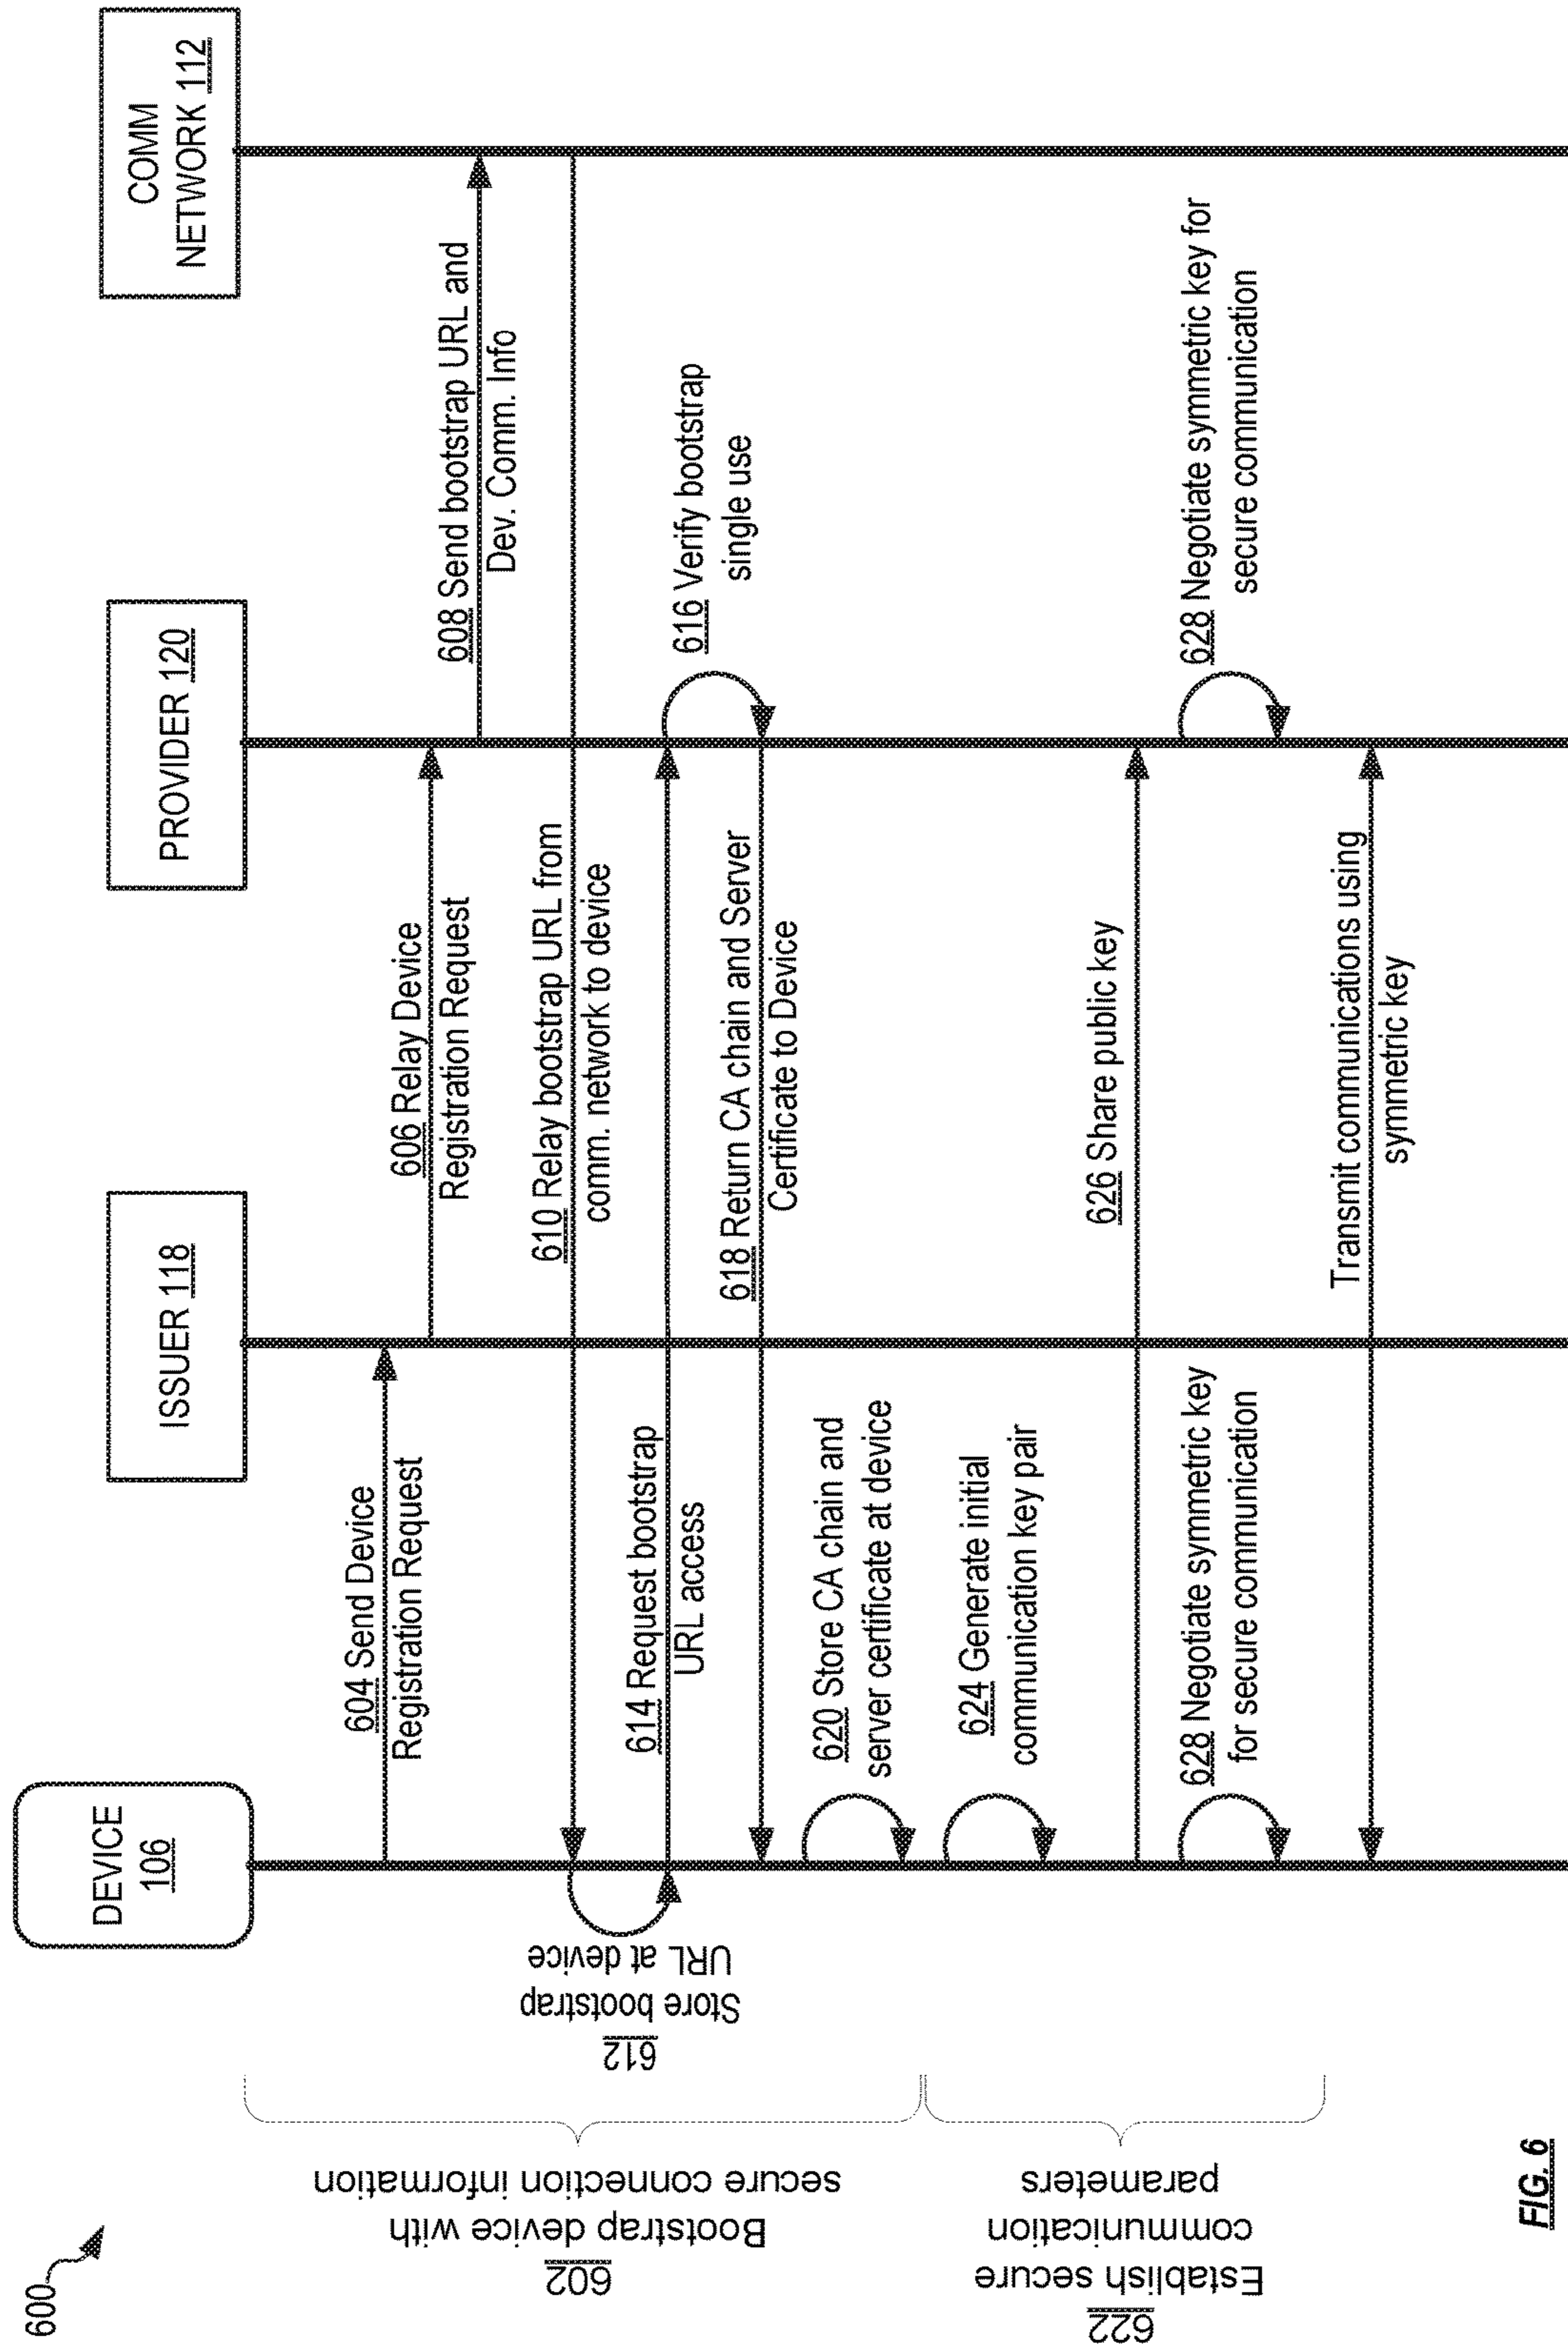 600
DEVICE
106
ISSUER 118
PROVIDER 120
COMM
NETWORK 112
602
Bootstrap device with
secure connection information
604 Send Device
Registration Request
606 Relay Device
Registration Request
608 Send bootstrap URL and
Dev. Comm. Info
610 Relay bootstrap URL from
comm. network to device
612
Store bootstrap
URL at device
614 Request bootstrap
URL access
616 Verify bootstrap
single use
618 Return CA chain and Server
Certificate to Device
620 Store CA chain and
server certificate at device
622
Establish secure
communication
parameters
624 Generate initial
communication key pair
626 Share public key
628 Negotiate symmetric key
for secure communication
628 Negotiate symmetric key for
secure communication
Transmit communications using
symmetric key
FIG. 6